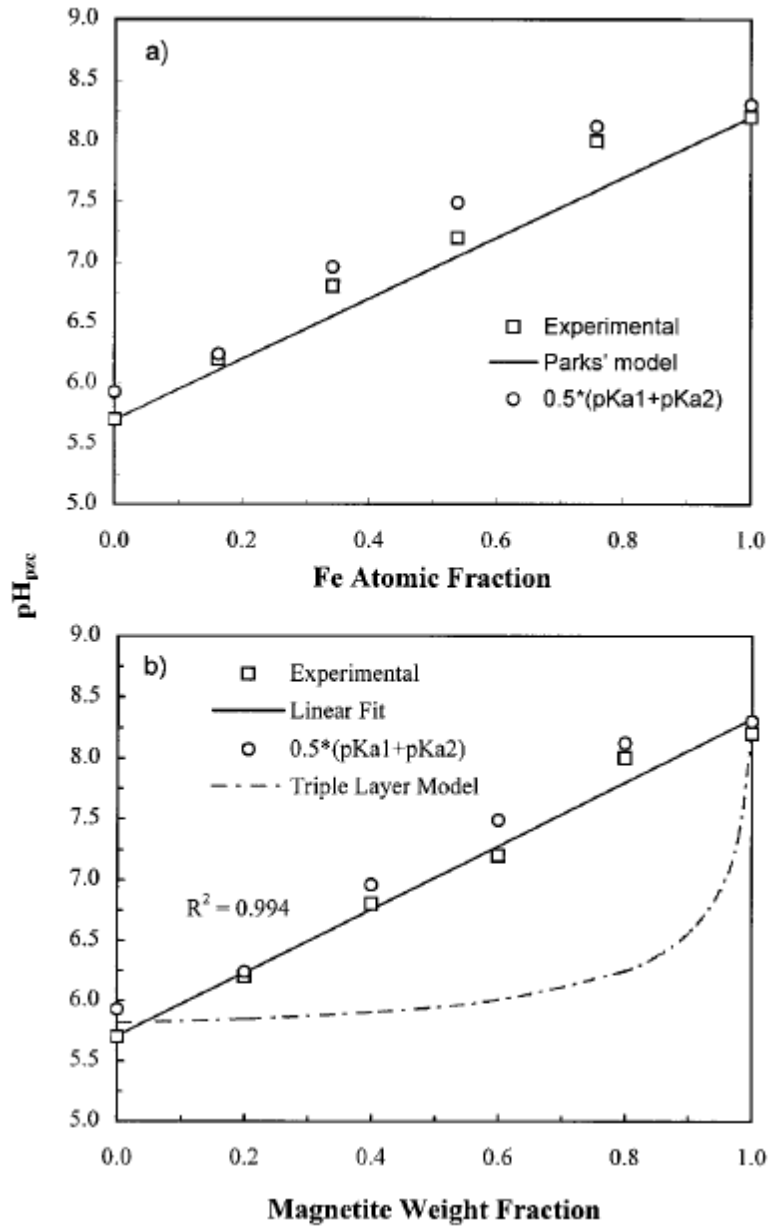 a)
9.0
8.5
8.0
7.5
7.0
6.5
6.0
5.5
5.0
Experimental
Parks' model
0.5*(pKa1+pKa2)
0.0 0.2 0.4 0.6 0.8 1.0
Fe Atomic Fraction
pHpzc
b)
9.0
8.5
8.0
7.5
7.0
6.5
6.0
5.5
5.0
Experimental
Linear Fit
0.5*(pKa1+pKa2)
Triple Layer Model
R² = 0.994
0.0 0.2 0.4 0.6 0.8 1.0
Magnetite Weight Fraction